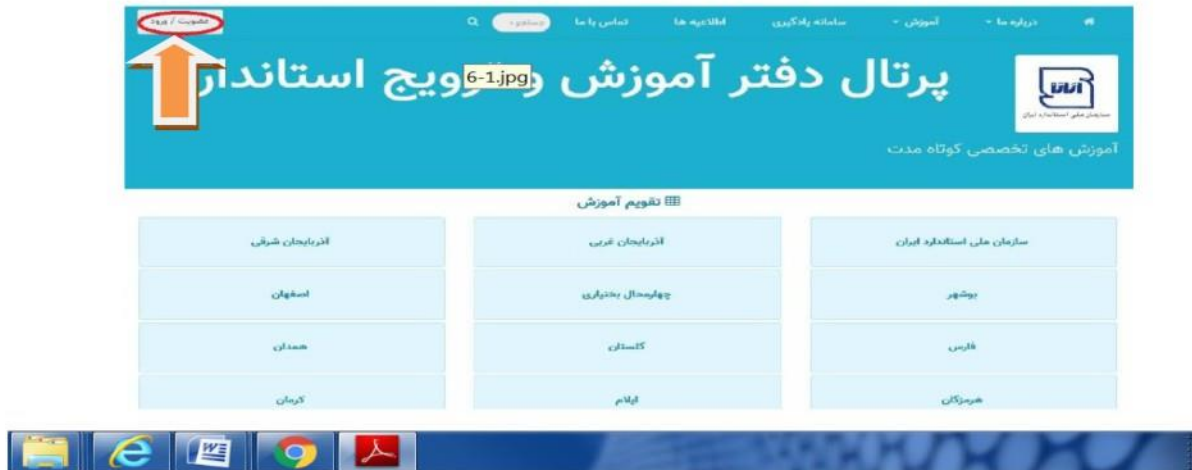 درباره ما آموزش سامانه یادگیری اطلاعیه ها تماس با ما جستجو عضویت / ورود
پرتال دفتر آموزش و ترویج استاندارد
6-1.jpg
سازمان ملی استاندارد ایران
آموزش های تخصصی کوتاه مدت
تقویم آموزش
سازمان ملی استاندارد ایران آذربایجان غربی آذربایجان شرقی
بوشهر چهارمحال بختیاری اصفهان
فارس گلستان همدان
هرمزگان ایلام کرمان